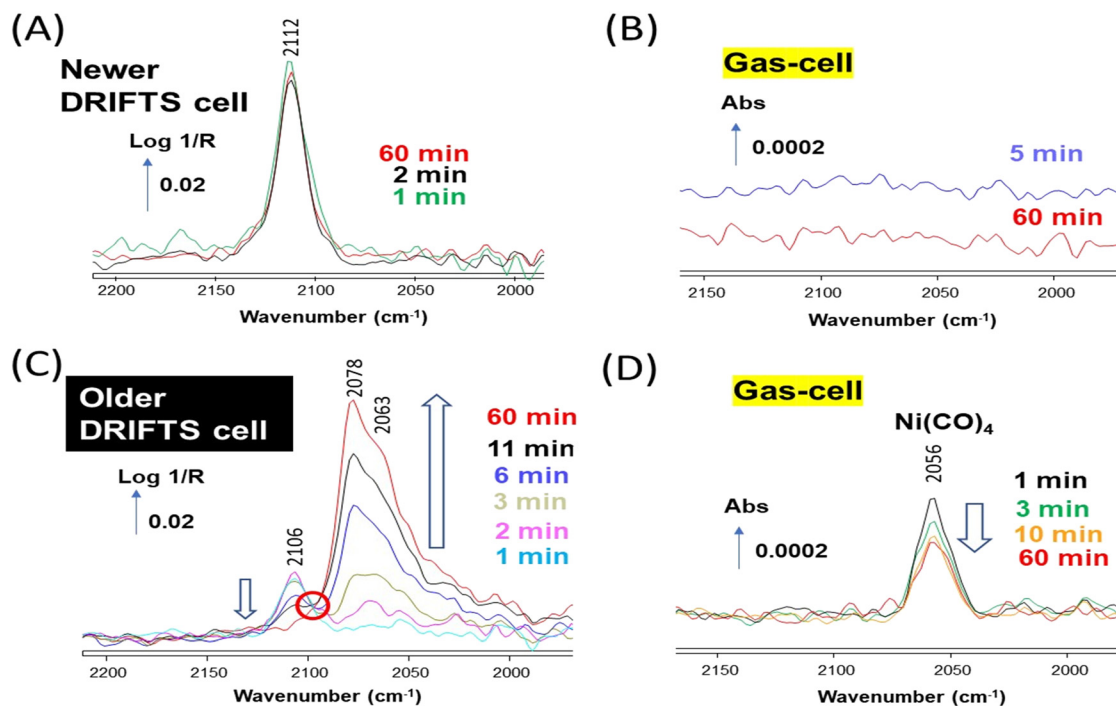 (A)
Newer
DRIFTS cell
2112
Log 1/R
0.02
60 min
2 min
1 min
2200 2150 2100 2050 2000
Wavenumber (cm-1)
(B)
Gas-cell
Abs
0.0002
5 min
60 min
2150 2100 2050 2000
Wavenumber (cm-1)
(C)
Older
DRIFTS cell
2078
2063
2106
Log 1/R
0.02
60 min
11 min
6 min
3 min
2 min
1 min
2200 2150 2100 2050 2000
Wavenumber (cm-1)
(D)
Gas-cell
Ni(CO)4
2056
Abs
0.0002
1 min
3 min
10 min
60 min
2150 2100 2050 2000
Wavenumber (cm-1)